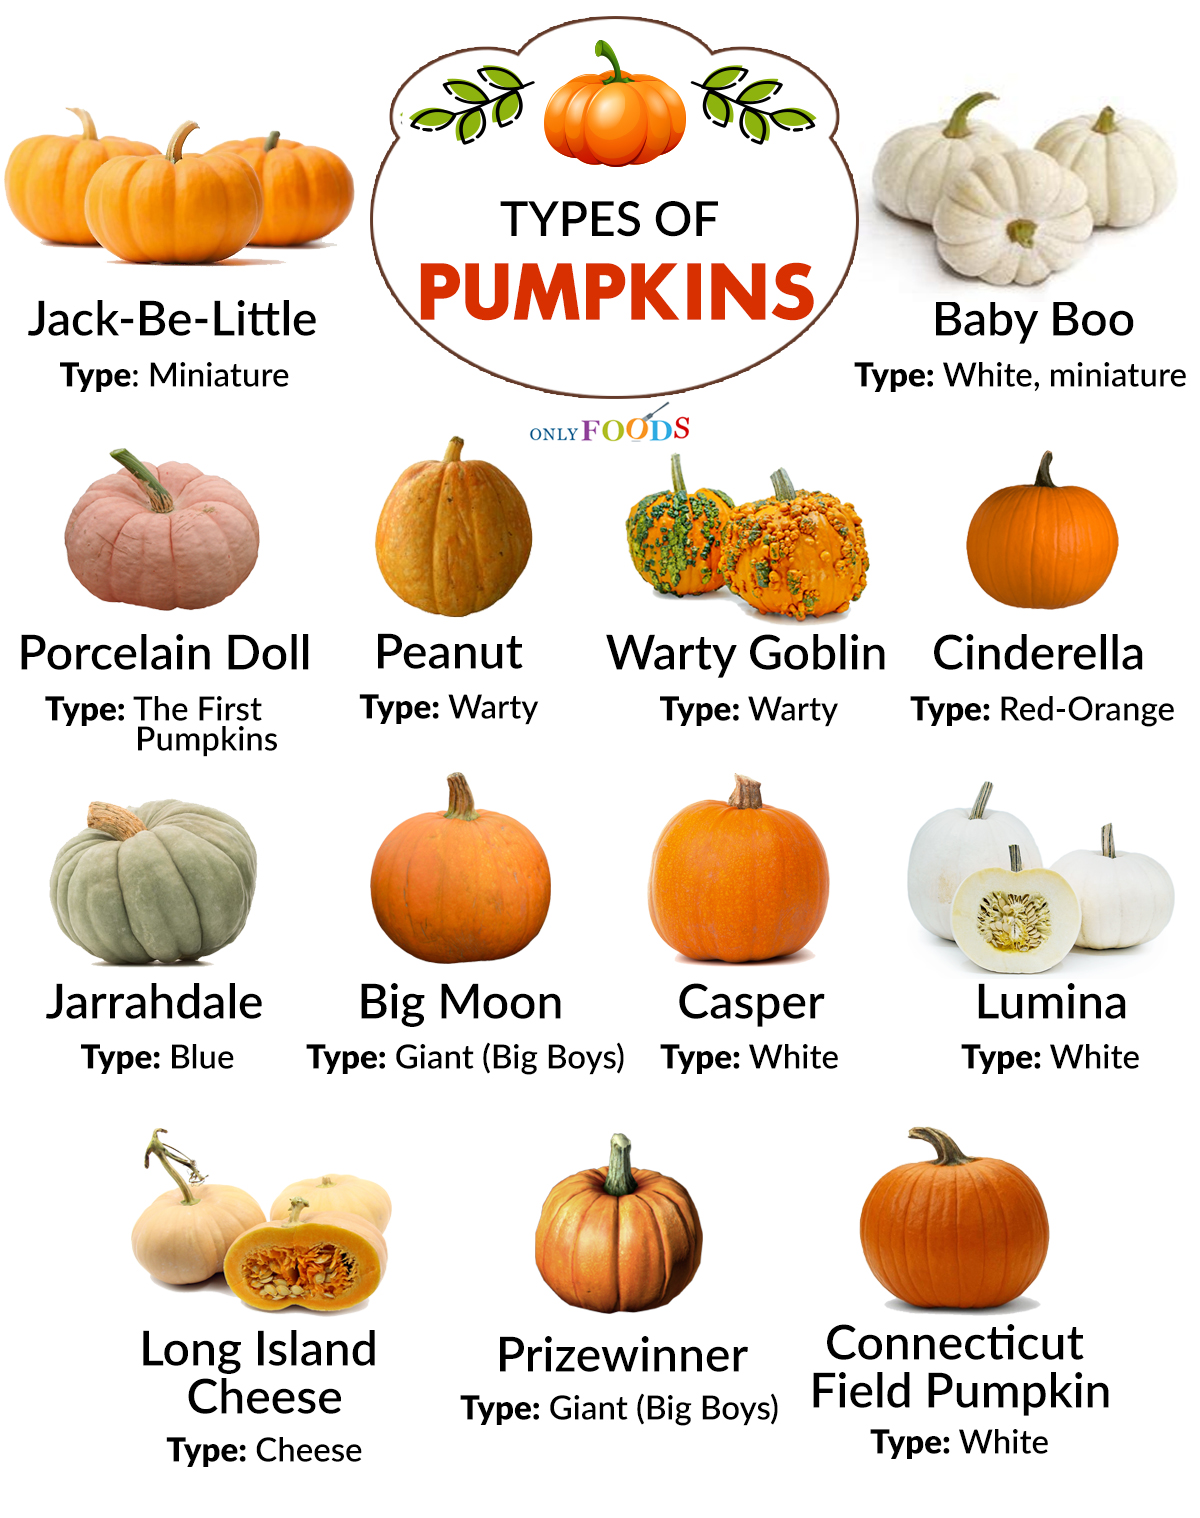 TYPES OF
PUMPKINS
ONLYFOODS
Jack-Be-Little
Type: Miniature
Baby Boo
Type: White, miniature
Porcelain Doll
Type: The First
Pumpkins
Peanut
Type: Warty
Warty Goblin
Type: Warty
Cinderella
Type: Red-Orange
Jarrahdale
Type: Blue
Big Moon
Type: Giant (Big Boys)
Casper
Type: White
Lumina
Type: White
Long Island
Cheese
Type: Cheese
Prizewinner
Type: Giant (Big Boys)
Connecticut
Field Pumpkin
Type: White